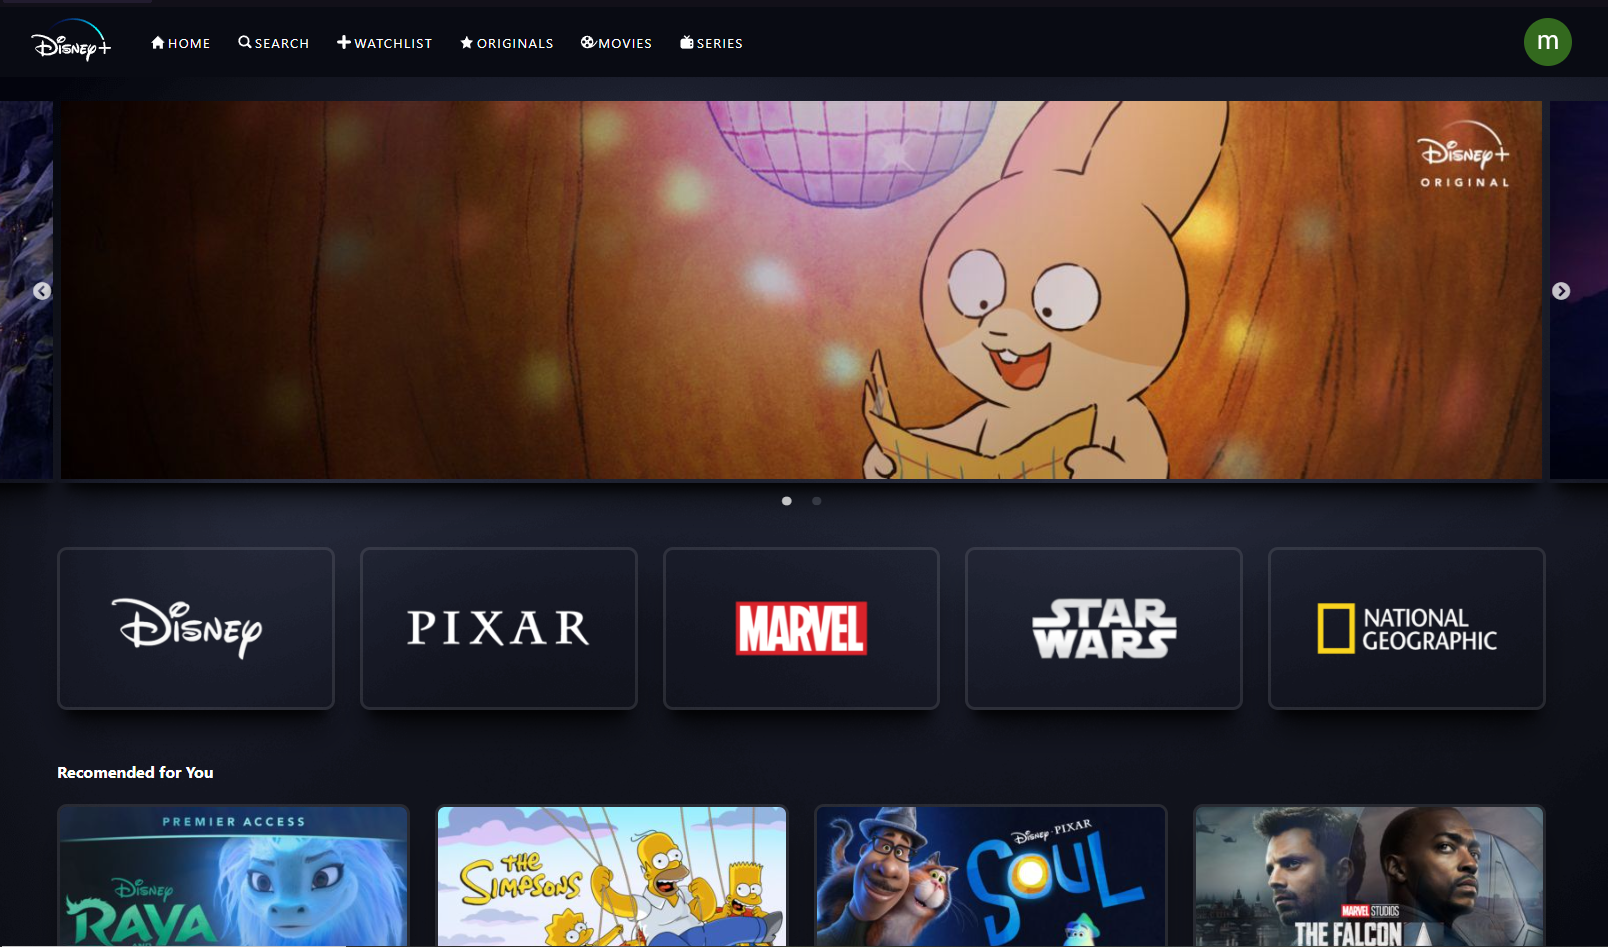 Disney+
HOME
SEARCH
WATCHLIST
ORIGINALS
MOVIES
SERIES
m
Disney+
ORIGINAL
Disney
PIXAR
MARVEL
STAR
WARS
NATIONAL
GEOGRAPHIC
Recomended for You
PREMIER ACCESS
Disney
RAYA
THE
SIMPSONS
Disney · PIXAR
SOUL
MARVEL STUDIOS
THE FALCON